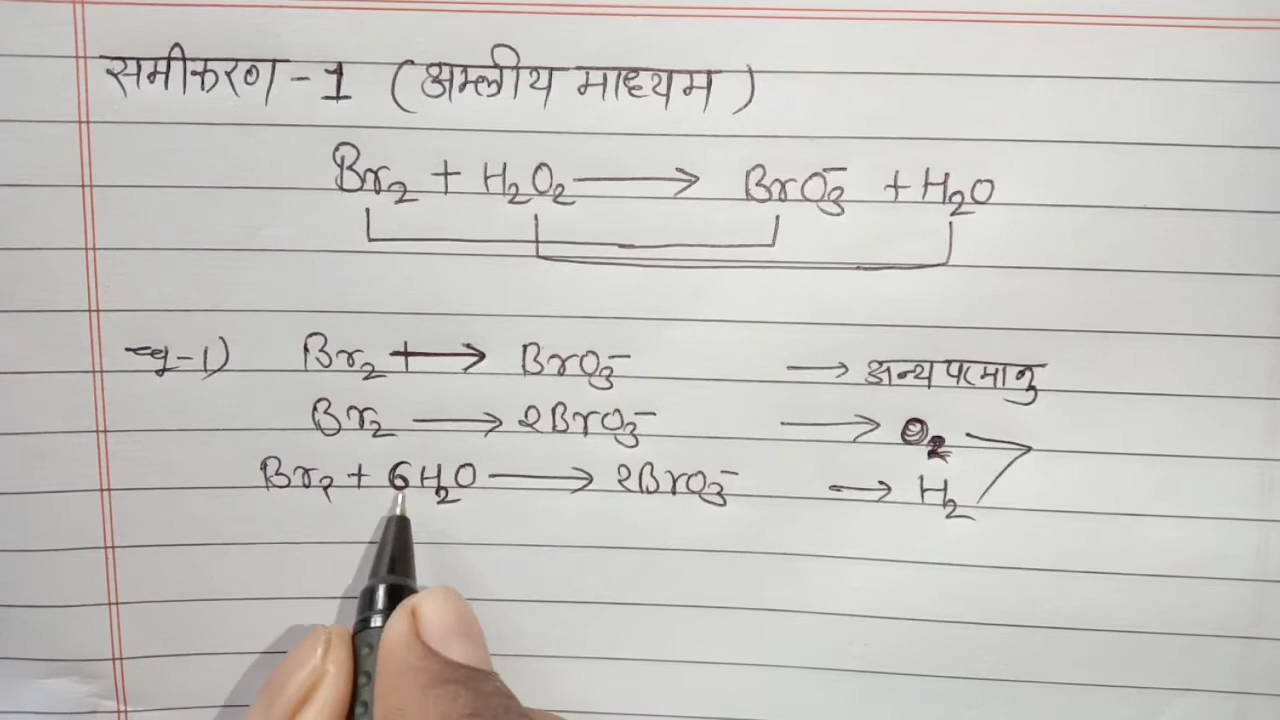 समीकरण-1 (अम्लीय माध्यम)
Br₂ + H₂O₂ ⟶ BrO₃⁻ + H₂O
eq-1) Br₂ +⟶ BrO₃⁻ ⟶ अन्य परमानु
Br₂ ⟶ 2BrO₃⁻ ⟶ O₂
Br₂ + 6H₂O ⟶ 2BrO₃⁻ ⟶ H₂